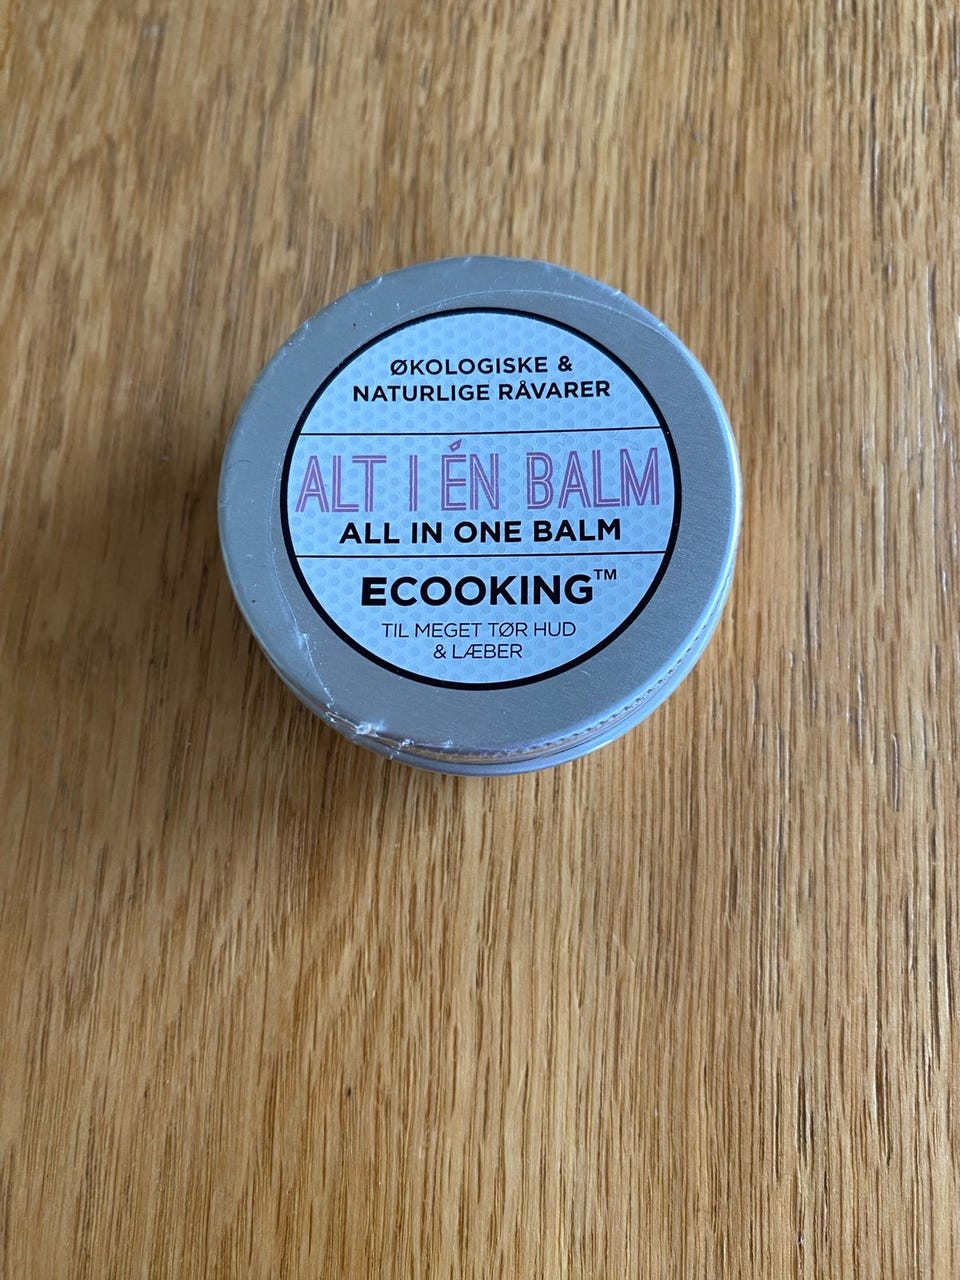 ØKOLOGISKE &
NATURLIGE RÅVARER
ALT I ÉN BALM
ALL IN ONE BALM
ECOOKING™
TIL MEGET TØR HUD
& LÆBER